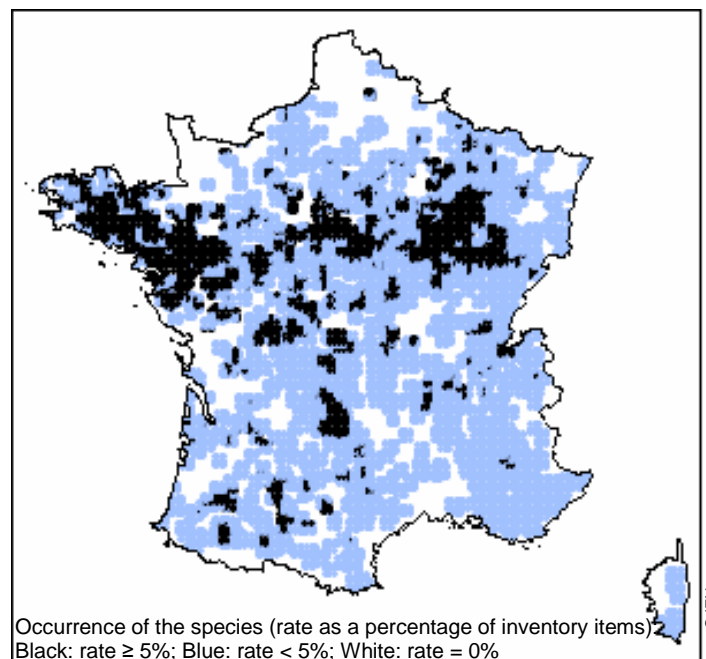 Occurrence of the species (rate as a percentage of inventory items)
Black: rate ≥ 5%; Blue: rate < 5%; White: rate = 0%